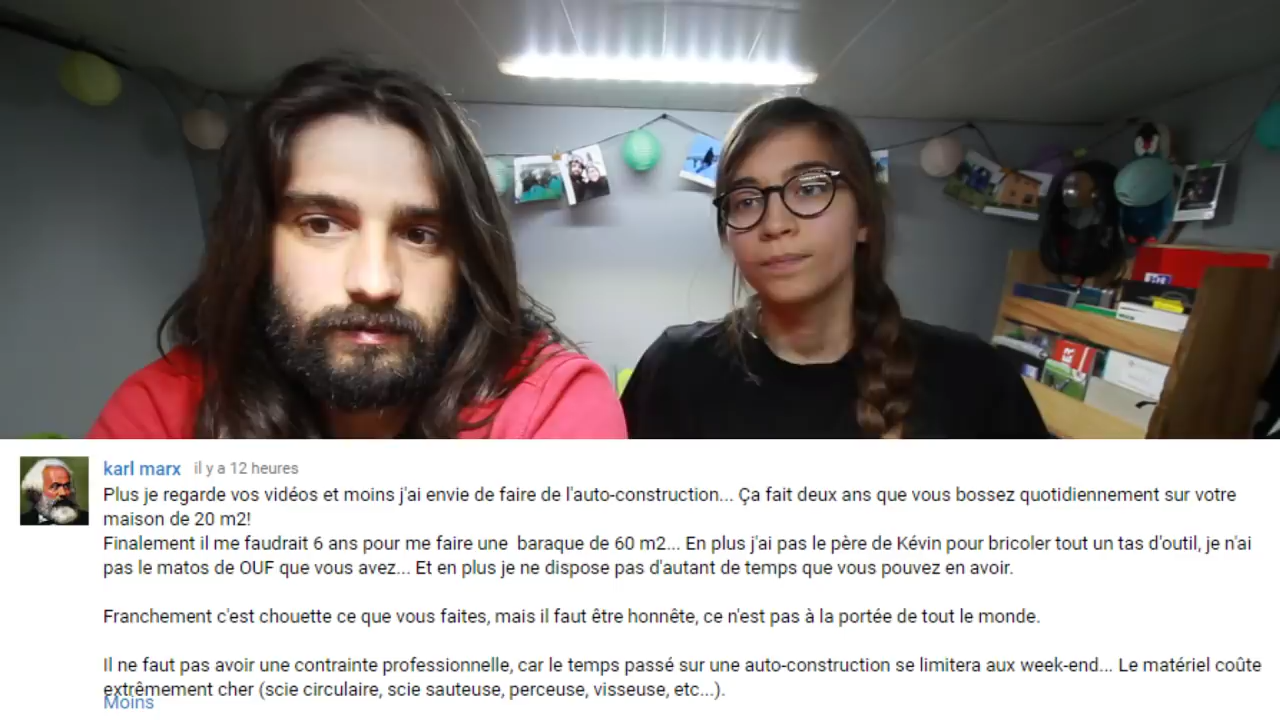 karl marx il y a 12 heures
Plus je regarde vos vidéos et moins j'ai envie de faire de l'auto-construction... Ça fait deux ans que vous bossez quotidiennement sur votre
maison de 20 m2!
Finalement il me faudrait 6 ans pour me faire une  baraque de 60 m2... En plus j'ai pas le père de Kévin pour bricoler tout un tas d'outil, je n'ai
pas le matos de OUF que vous avez... Et en plus je ne dispose pas d'autant de temps que vous pouvez en avoir.
Franchement c'est chouette ce que vous faites, mais il faut être honnête, ce n'est pas à la portée de tout le monde.
Il ne faut pas avoir une contrainte professionnelle, car le temps passé sur une auto-construction se limitera aux week-end... Le matériel coûte
extrêmement cher (scie circulaire, scie sauteuse, perceuse, visseuse, etc...).
Moins